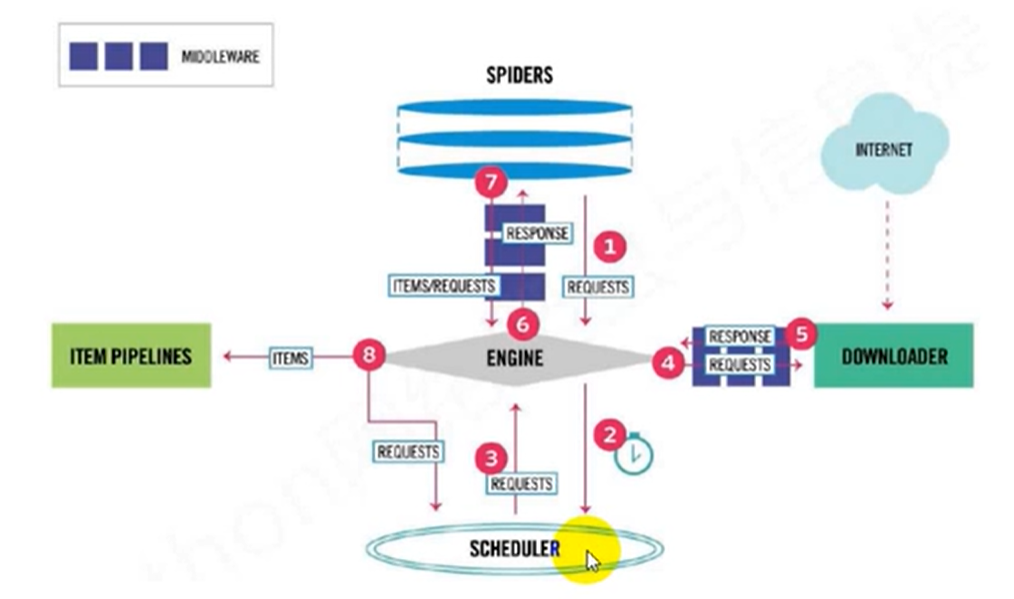 MIDDLEWARE
SPIDERS
INTERNET
7
RESPONSE
1
ITEMS/REQUESTS
REQUESTS
6
RESPONSE
5
ITEM PIPELINES
ITEMS
8
ENGINE
4
REQUESTS
DOWNLOADER
2
REQUESTS
3
REQUESTS
SCHEDULER